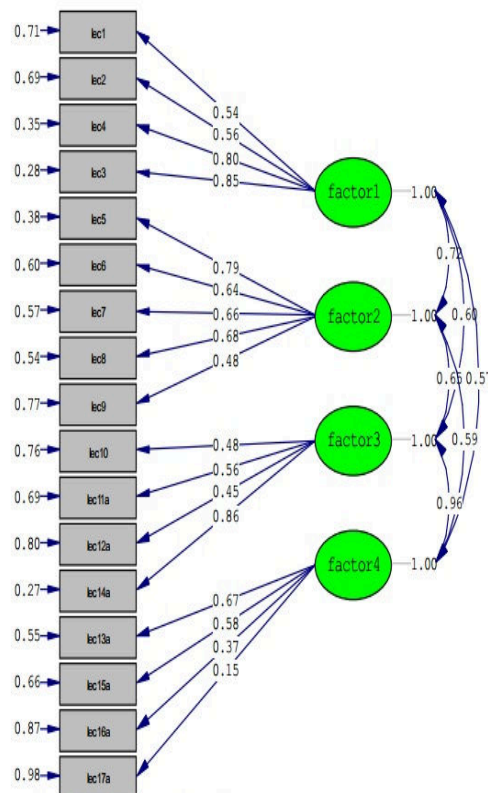 0.71 lec1
0.69 lec2
0.54
0.35 lec4
0.56
0.80
0.28 lec3
0.85
factor1 1.00
0.38 lec5
0.72
0.60 lec6
0.79
0.64
0.57 lec7
0.66
factor2 1.00
0.60
0.54 lec8
0.68
0.65
0.57
0.77 lec9
0.48
0.76 lec10
0.48
factor3 1.00
0.59
0.69 lec11a
0.56
0.45
0.96
0.80 lec12a
0.86
0.27 lec14a
factor4 1.00
0.55 lec13a
0.67
0.58
0.66 lec15a
0.37
0.15
0.87 lec16a
0.98 lec17a